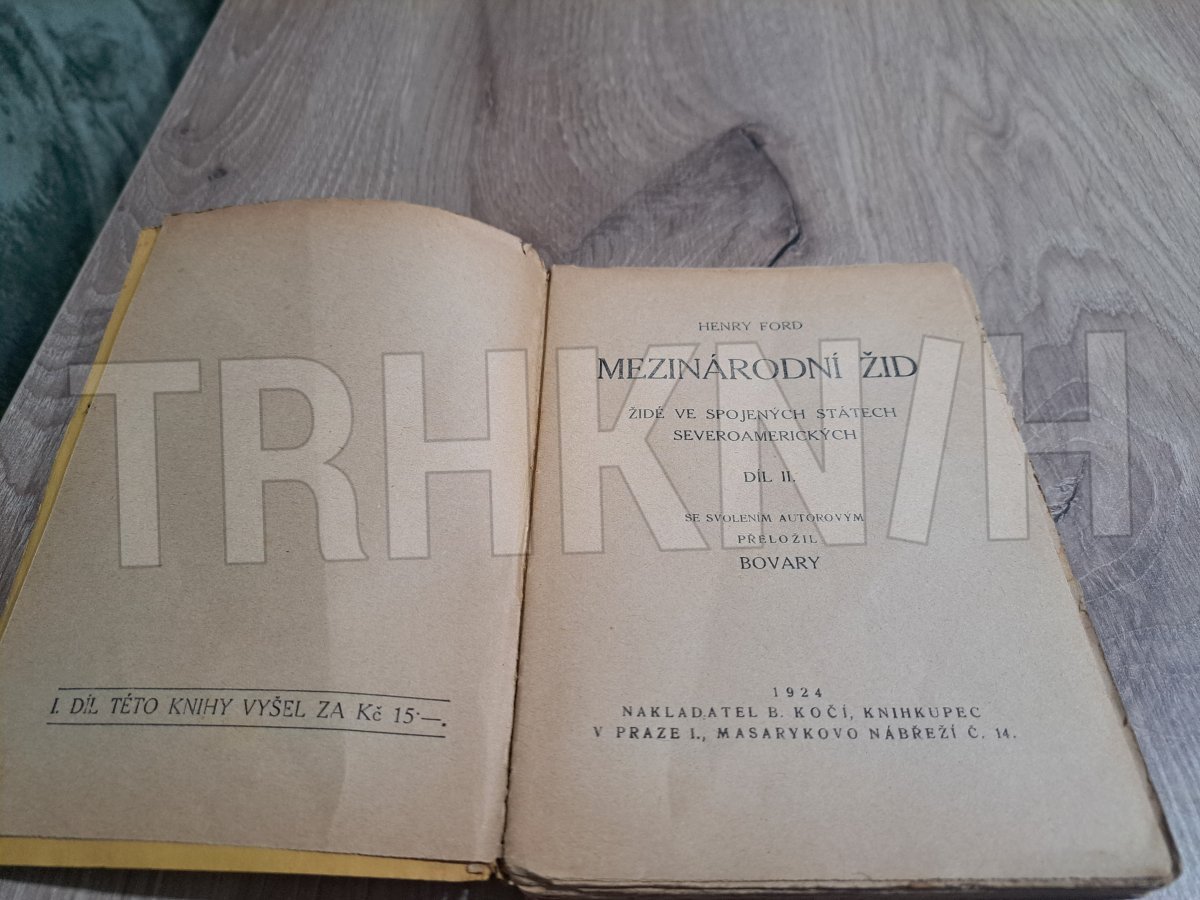 I. DÍL TÉTO KNIHY VYŠEL ZA Kč 15·—.
HENRY FORD
MEZINÁRODNÍ ŽID
ŽIDÉ VE SPOJENÝCH STÁTECH
SEVEROAMERICKÝCH
DÍL II.
SE SVOLENÍM AUTOROVÝM
PŘELOŽIL
BOVARY
1924
NAKLADATEL B. KOČÍ, KNIHKUPEC
V PRAZE I., MASARYKOVO NÁBŘEŽÍ Č. 14.
TRHKN/H